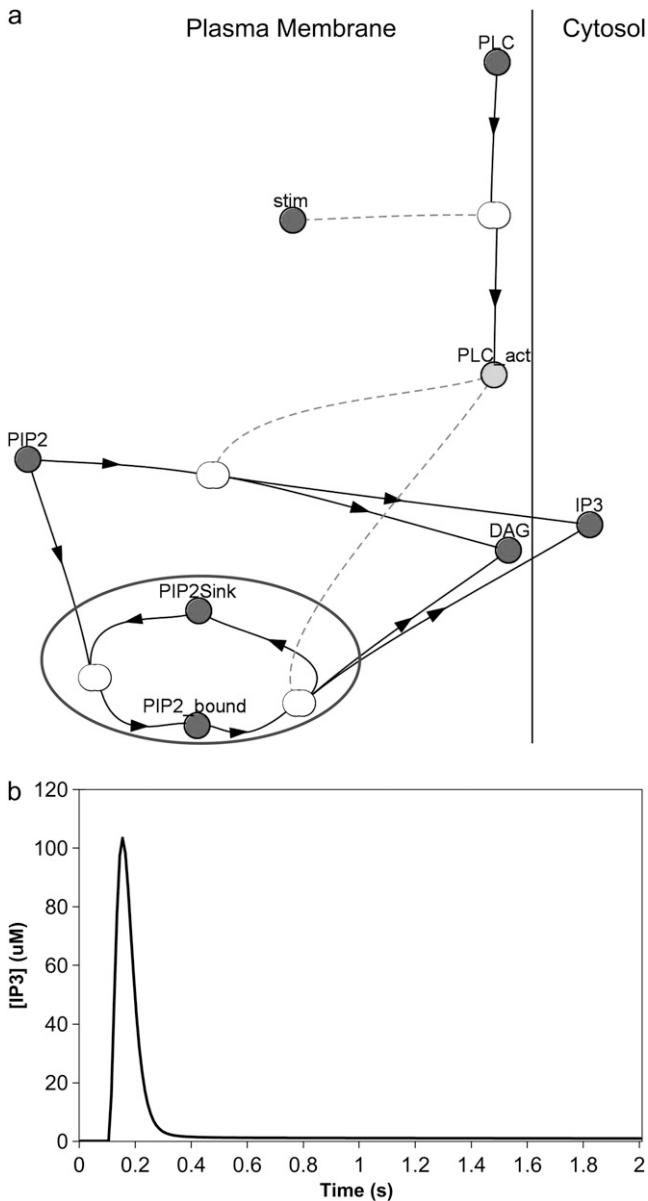 a
Plasma Membrane
Cytosol
PLC
stim
PLC_act
PIP2
IP3
DAG
PIP2Sink
PIP2_bound
b
120
100
80
60
40
20
0
[IP3] (uM)
0 0.2 0.4 0.6 0.8 1 1.2 1.4 1.6 1.8 2
Time (s)